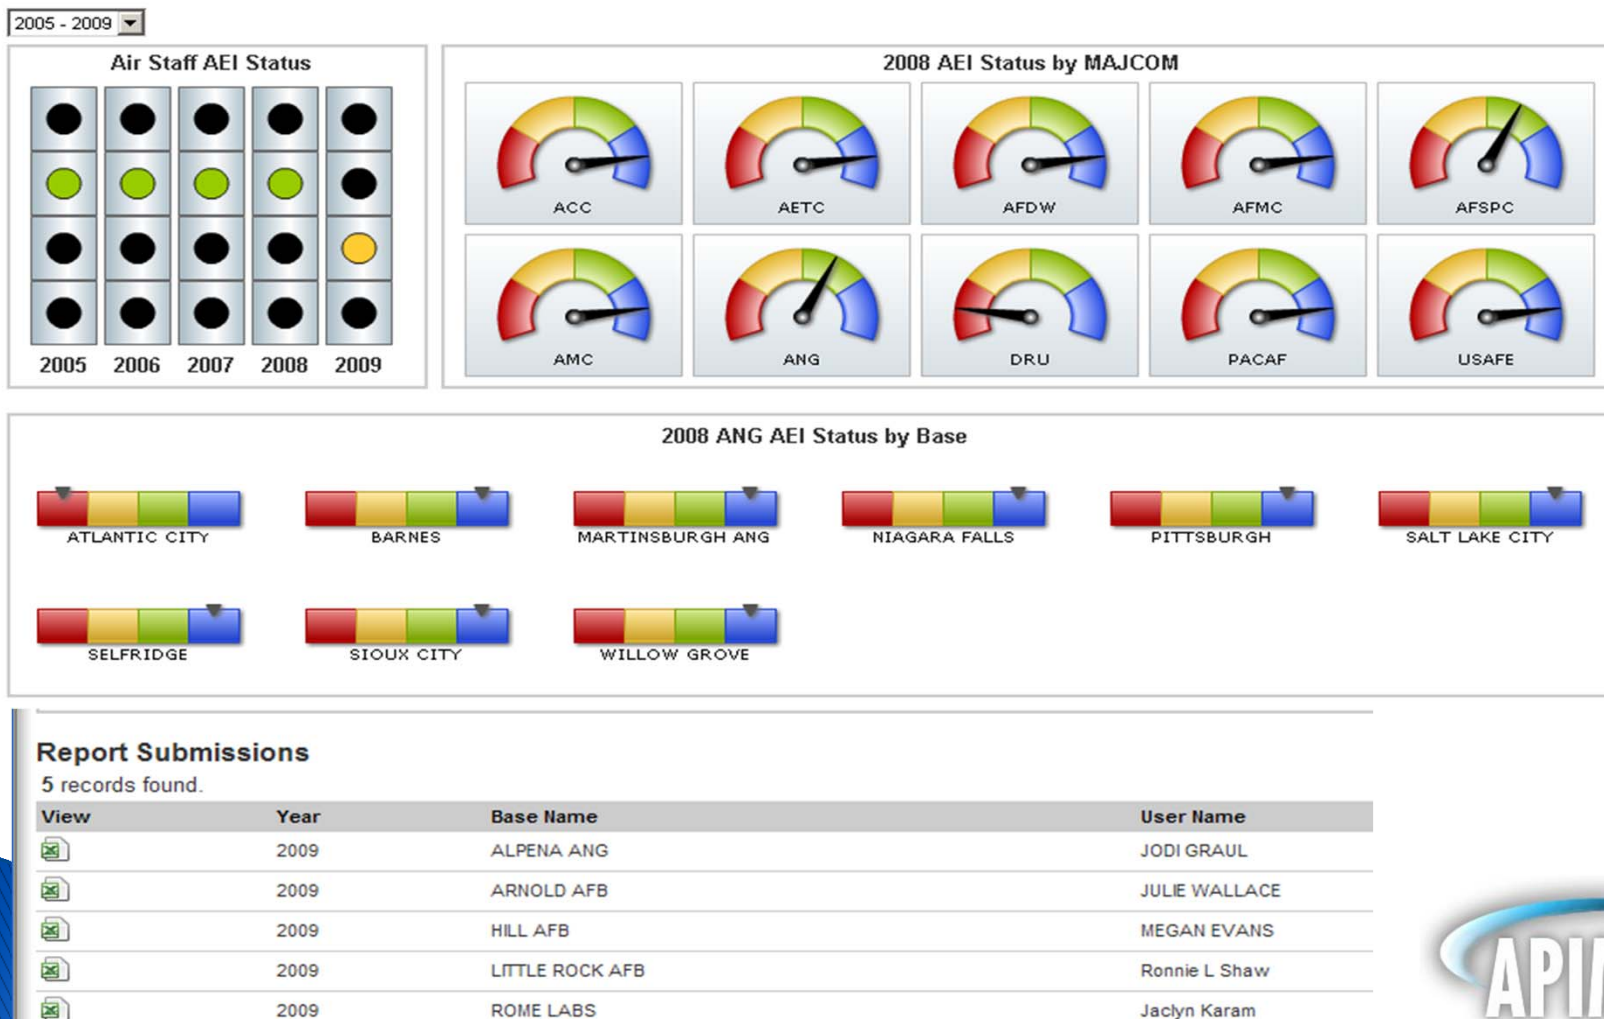 2005 - 2009
Air Staff AEI Status
2005 2006 2007 2008 2009
2008 AEI Status by MAJCOM
ACC AETC AFDW AFMC AFSPC
AMC ANG DRU PACAF USAFE
2008 ANG AEI Status by Base
ATLANTIC CITY BARNES MARTINSBURGH ANG NIAGARA FALLS PITTSBURGH SALT LAKE CITY
SELFRIDGE SIOUX CITY WILLOW GROVE
Report Submissions
5 records found.
View Year Base Name User Name
2009 ALPENA ANG JODI GRAUL
2009 ARNOLD AFB JULIE WALLACE
2009 HILL AFB MEGAN EVANS
2009 LITTLE ROCK AFB Ronnie L Shaw
2009 ROME LABS Jaclyn Karam